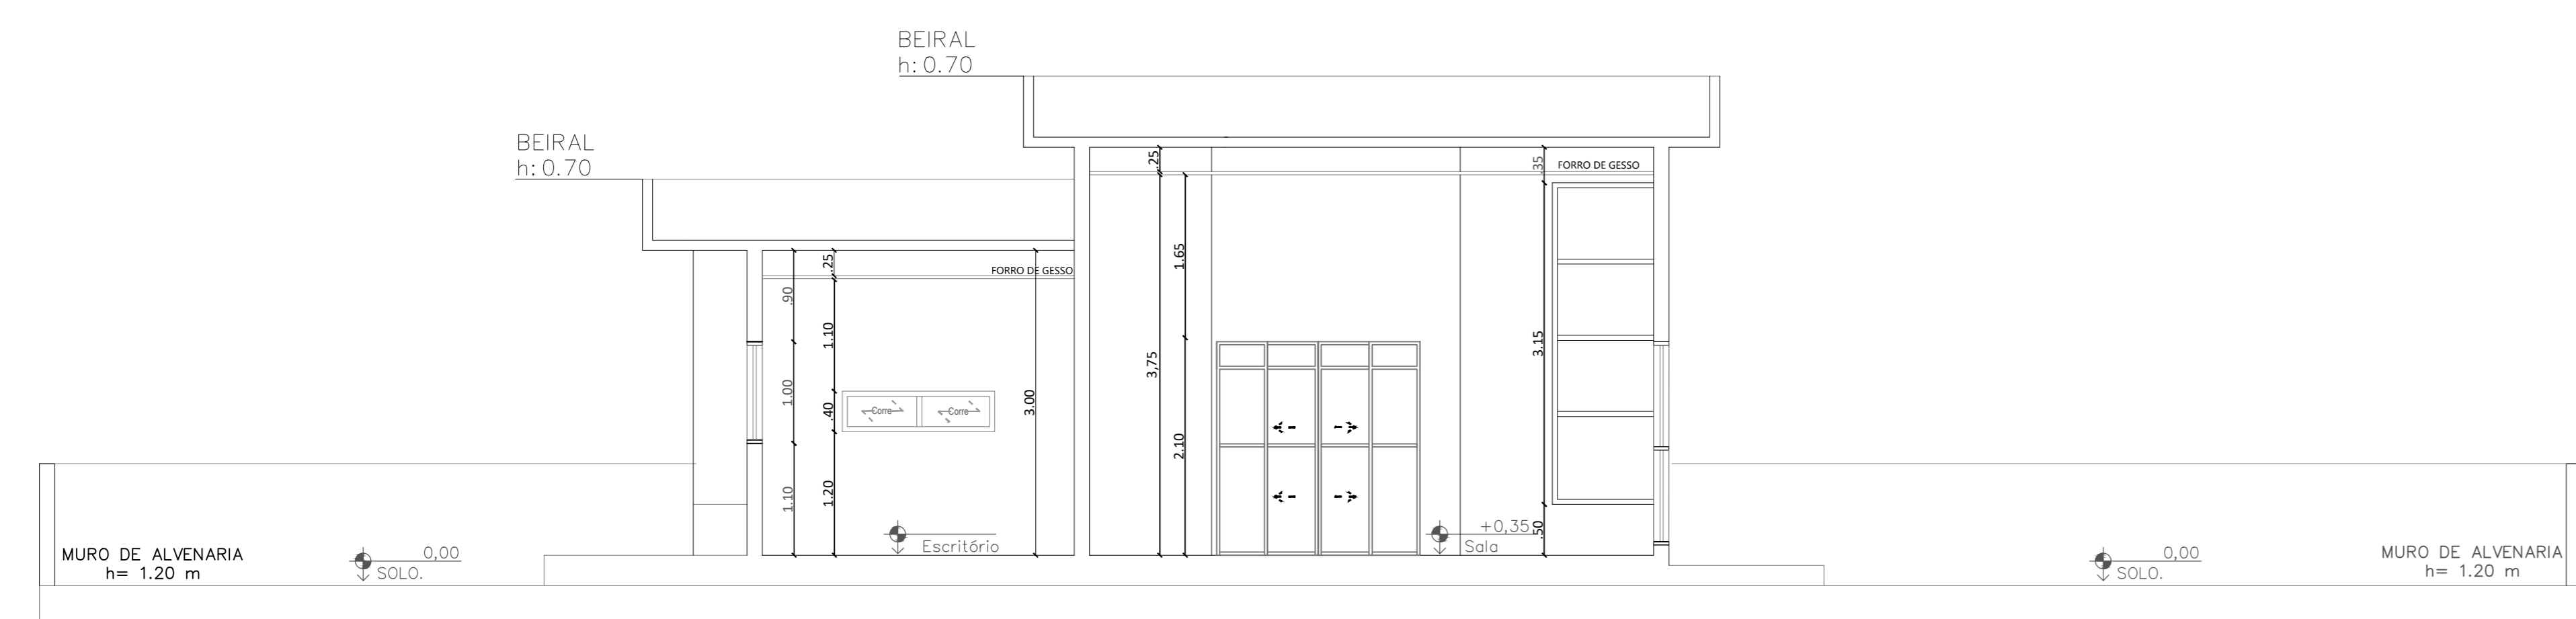 BEIRAL
h: 0.70
BEIRAL
h: 0.70
.25
.35
FORRO DE GESSO
.25
FORRO DE GESSO
.90
1.65
1.10
3,75
3.15
1.00
.40
3.00
Corre
Corre
2.10
1.10
1.20
Escritório
+0,35
.50
Sala
MURO DE ALVENARIA
h= 1.20 m
0,00
SOLO.
0,00
SOLO.
MURO DE ALVENARIA
h= 1.20 m